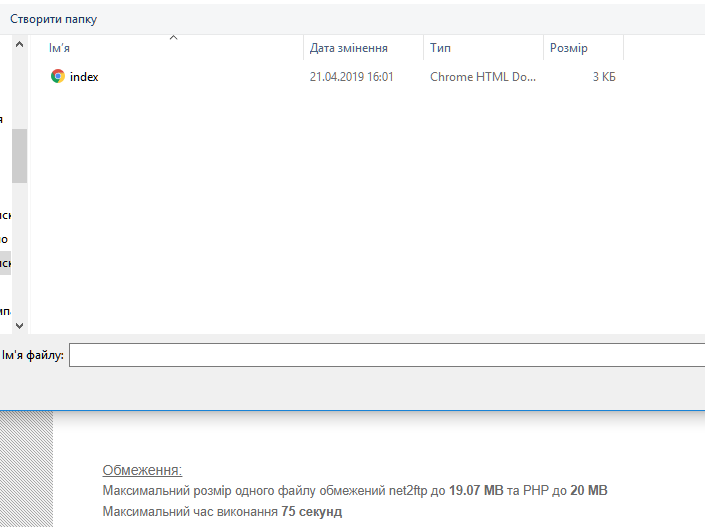 Створити папку
Ім'я Дата змінення Тип Розмір
index 21.04.2019 16:01 Chrome HTML Do... 3 КБ
Ім'я файлу:
Обмеження:
Максимальний розмір одного файлу обмежений net2ftp до 19.07 MB та PHP до 20 MB
Максимальний час виконання 75 секунд